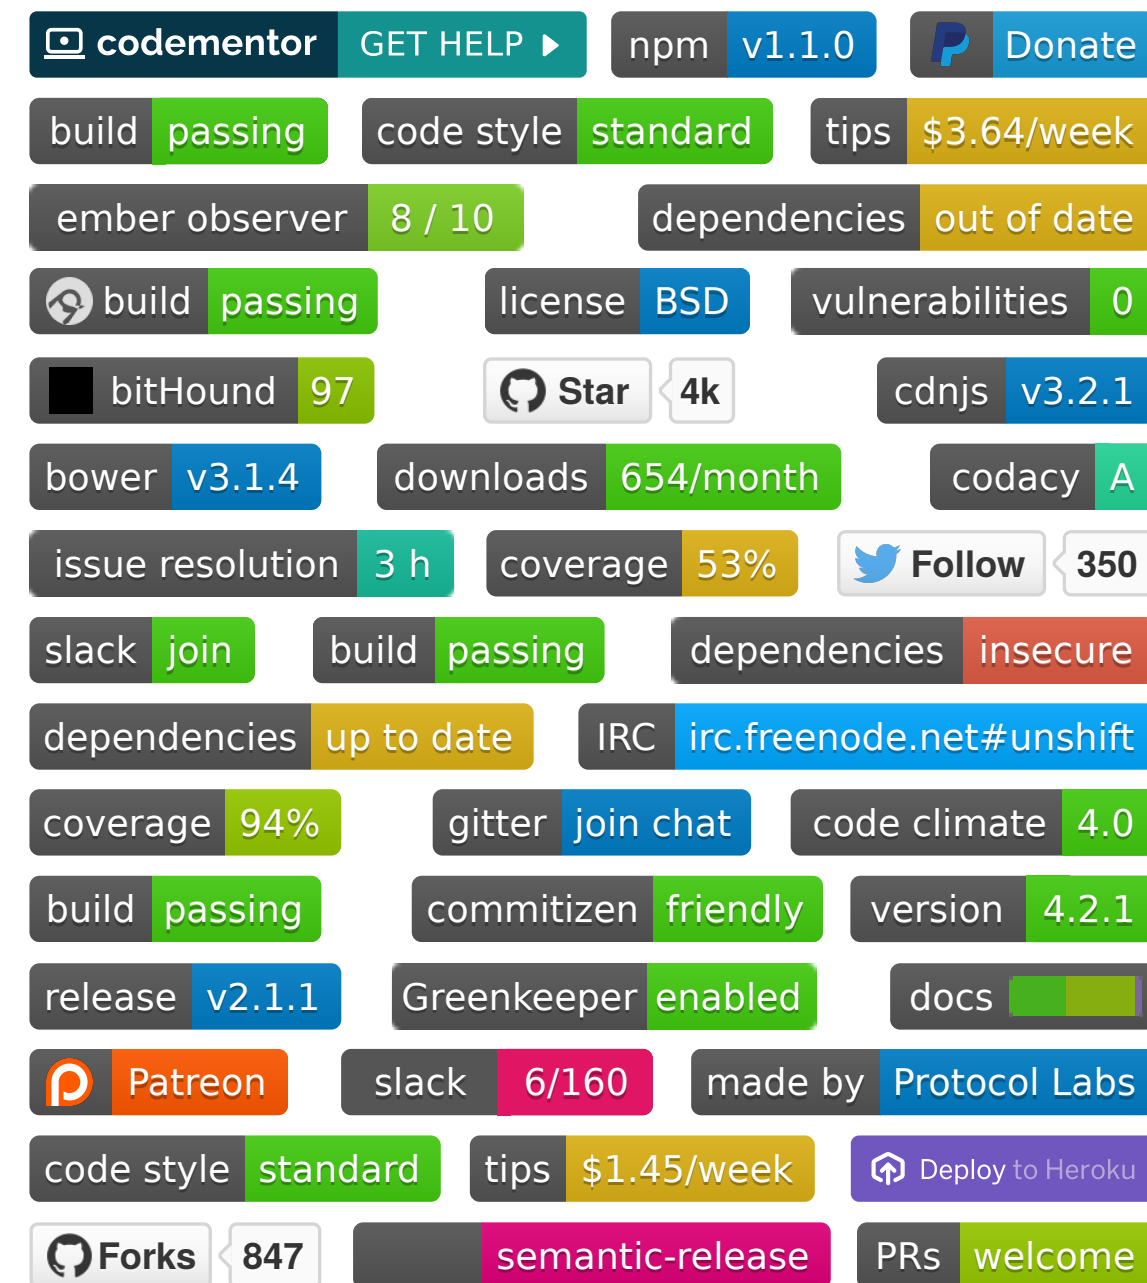 codementor GET HELP npm v1.1.0 Donate
build passing code style standard tips $3.64/week
ember observer 8 / 10 dependencies out of date
build passing license BSD vulnerabilities 0
bitHound 97 Star 4k cdnjs v3.2.1
bower v3.1.4 downloads 654/month codacy A
issue resolution 3 h coverage 53% Follow 350
slack join build passing dependencies insecure
dependencies up to date IRC irc.freenode.net#unshift
coverage 94% gitter join chat code climate 4.0
build passing commitizen friendly version 4.2.1
release v2.1.1 Greenkeeper enabled docs
Patreon slack 6/160 made by Protocol Labs
code style standard tips $1.45/week Deploy to Heroku
Forks 847 semantic-release PRs welcome